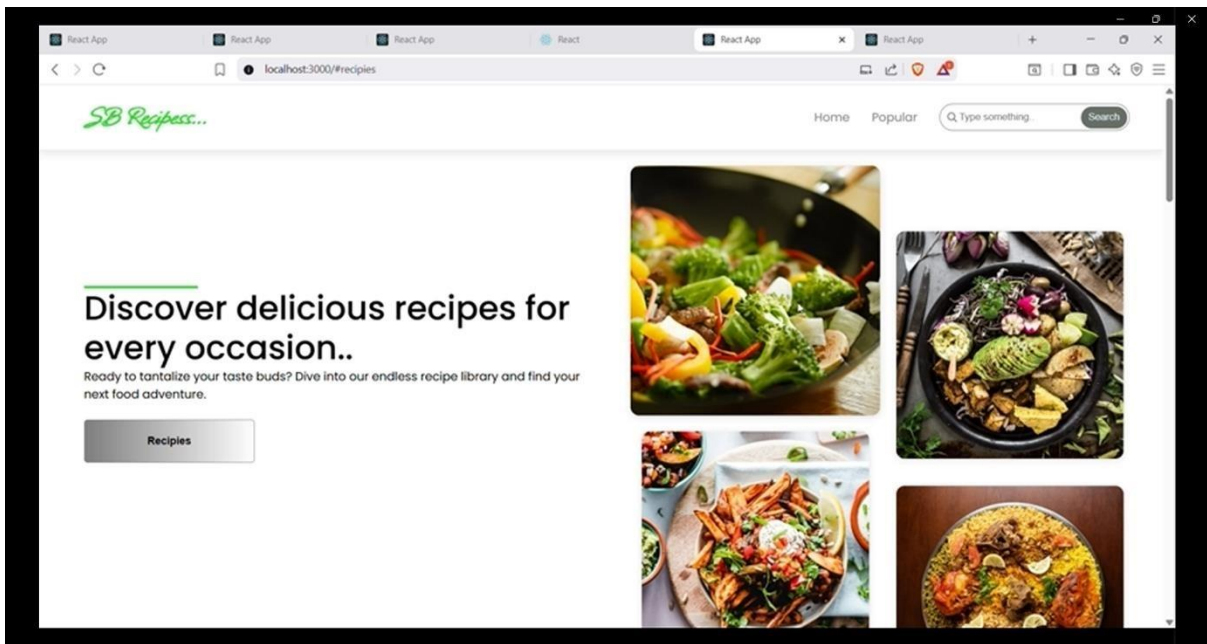 React App
React App
React App
React
React App
React App
localhost:3000/#recipies
SB Recipess...
Home
Popular
Type something..
Search
Discover delicious recipes for
every occasion..
Ready to tantalize your taste buds? Dive into our endless recipe library and find your
next food adventure.
Recipies